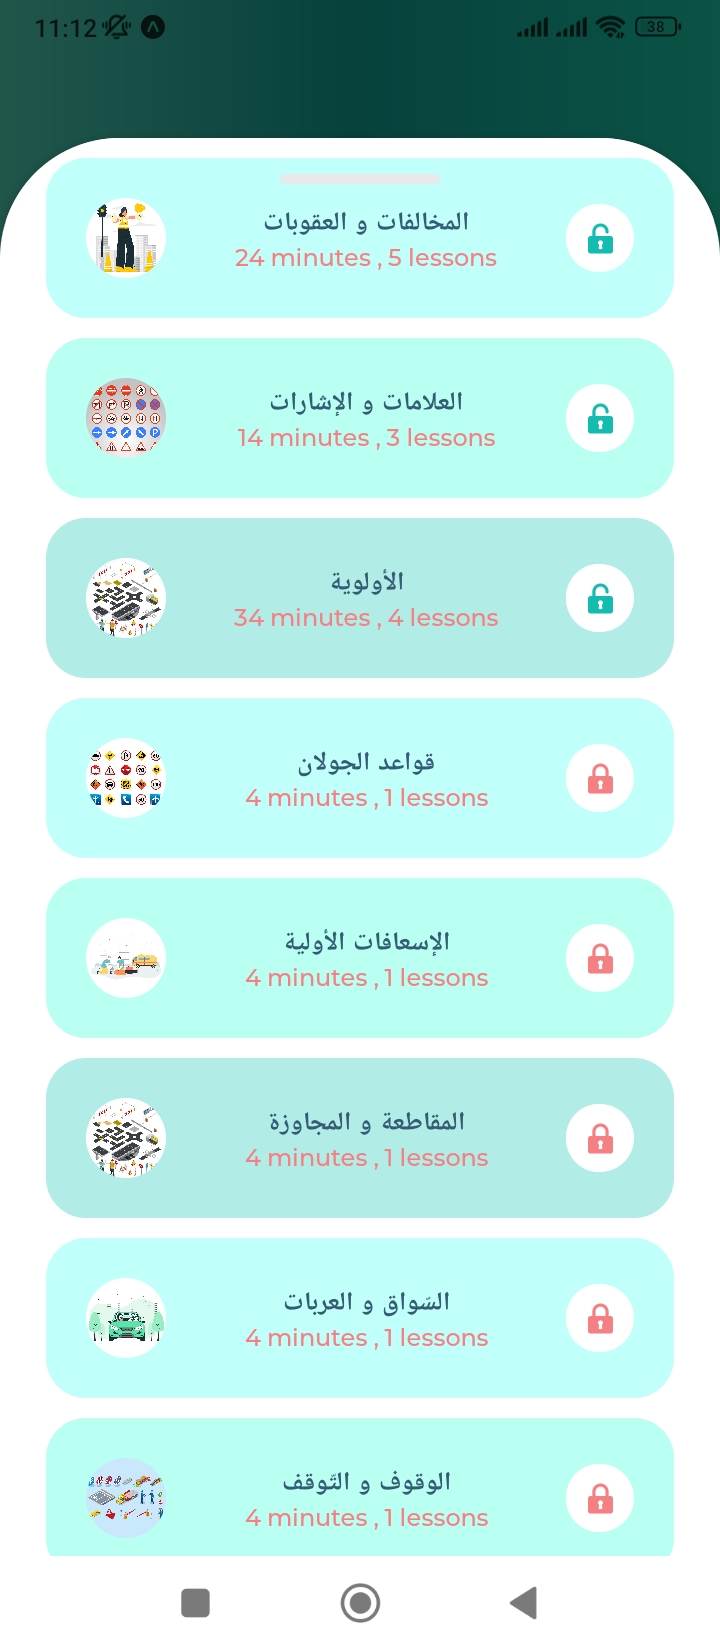 11:12
38
المخالفات و العقوبات
24 minutes , 5 lessons
العلامات و الإشارات
14 minutes , 3 lessons
الأولوية
34 minutes , 4 lessons
قواعد الجولان
4 minutes , 1 lessons
الإسعافات الأولية
4 minutes , 1 lessons
المقاطعة و المجاوزة
4 minutes , 1 lessons
السّواق و العربات
4 minutes , 1 lessons
الوقوف و التّوقف
4 minutes , 1 lessons